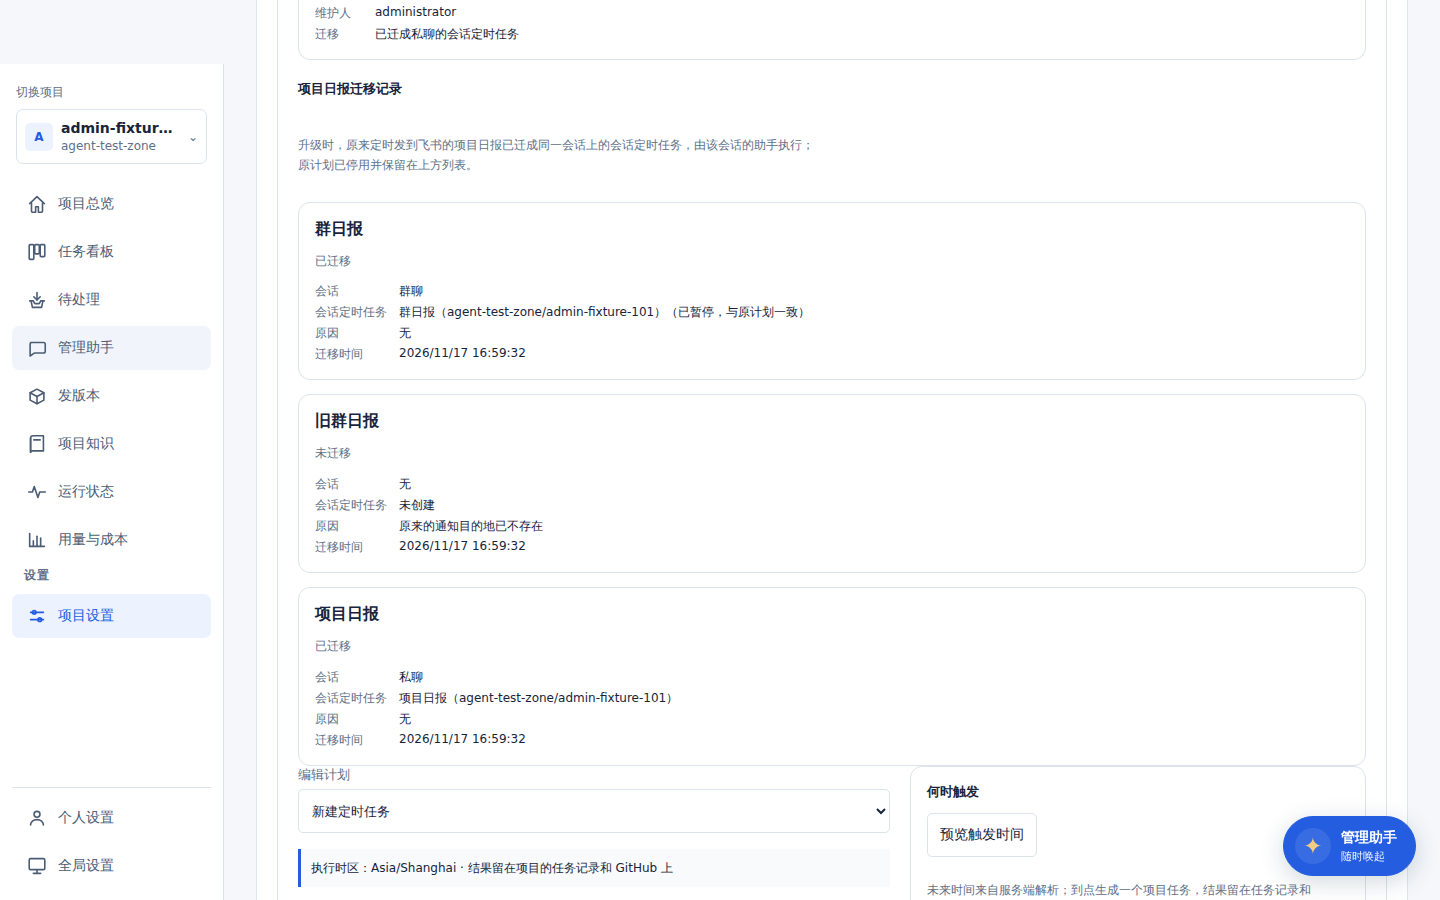 切换项目
A
admin-fixtur...
agent-test-zone
项目总览
任务看板
待处理
管理助手
发版本
项目知识
运行状态
用量与成本
设置
项目设置
个人设置
全局设置
维护人 administrator
迁移 已迁成私聊的会话定时任务
项目日报迁移记录
升级时，原来定时发到飞书的项目日报已迁成同一会话上的会话定时任务，由该会话的助手执行；
原计划已停用并保留在上方列表。
群日报
已迁移
会话 群聊
会话定时任务 群日报（agent-test-zone/admin-fixture-101）（已暂停，与原计划一致）
原因 无
迁移时间 2026/11/17 16:59:32
旧群日报
未迁移
会话 无
会话定时任务 未创建
原因 原来的通知目的地已不存在
迁移时间 2026/11/17 16:59:32
项目日报
已迁移
会话 私聊
会话定时任务 项目日报（agent-test-zone/admin-fixture-101）
原因 无
迁移时间 2026/11/17 16:59:32
编辑计划
新建定时任务
执行时区：Asia/Shanghai · 结果留在项目的任务记录和 GitHub 上
何时触发
预览触发时间
未来时间来自服务端解析；到点生成一个项目任务，结果留在任务记录和
管理助手
随时唤起